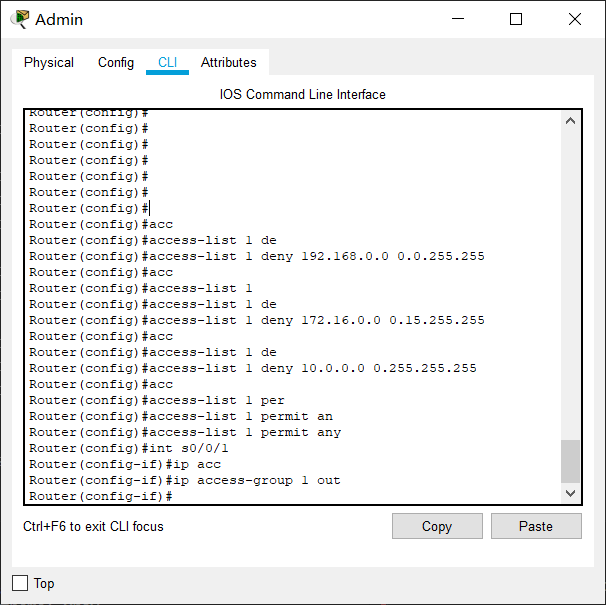 Admin
Physical Config CLI Attributes
IOS Command Line Interface
Router(config)#
Router(config)#
Router(config)#
Router(config)#
Router(config)#
Router(config)#
Router(config)#
Router(config)#acc
Router(config)#access-list 1 de
Router(config)#access-list 1 deny 192.168.0.0 0.0.255.255
Router(config)#acc
Router(config)#access-list 1
Router(config)#access-list 1 de
Router(config)#access-list 1 deny 172.16.0.0 0.15.255.255
Router(config)#acc
Router(config)#access-list 1 de
Router(config)#access-list 1 deny 10.0.0.0 0.255.255.255
Router(config)#acc
Router(config)#access-list 1 per
Router(config)#access-list 1 permit an
Router(config)#access-list 1 permit any
Router(config)#int s0/0/1
Router(config-if)#ip acc
Router(config-if)#ip access-group 1 out
Router(config-if)#
Ctrl+F6 to exit CLI focus
Copy Paste
Top